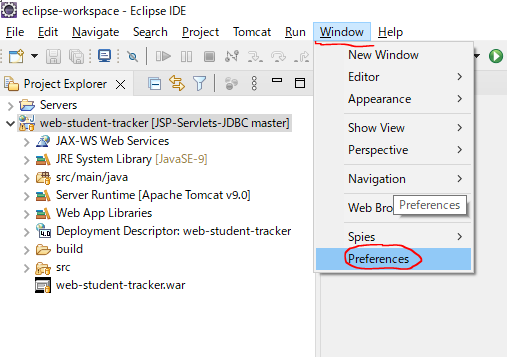 eclipse-workspace - Eclipse IDE
File Edit Navigate Search Project Tomcat Run Window Help
Project Explorer
Servers
web-student-tracker [JSP-Servlets-JDBC master]
JAX-WS Web Services
JRE System Library [JavaSE-9]
src/main/java
Server Runtime [Apache Tomcat v9.0]
Web App Libraries
Deployment Descriptor: web-student-tracker
build
src
web-student-tracker.war
New Window
Editor
Appearance
Show View
Perspective
Navigation
Web Bro
Preferences
Spies
Preferences